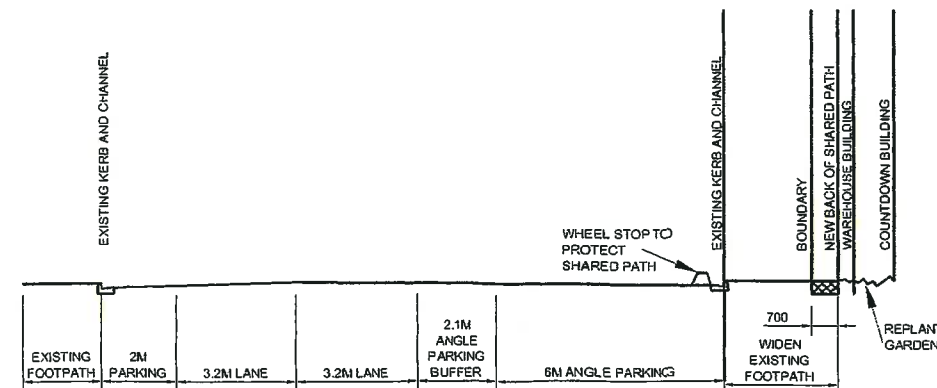 EXISTING KERB AND CHANNEL
EXISTING KERB AND CHANNEL
BOUNDARY
NEW BACK OF SHARED PATH
WAREHOUSE BUILDING
COUNTDOWN BUILDING
WHEEL STOP TO
PROTECT
SHARED PATH
700
REPLANT
GARDEN
EXISTING
FOOTPATH
2M
PARKING
3.2M LANE
3.2M LANE
2.1M
ANGLE
PARKING
BUFFER
6M ANGLE PARKING
WIDEN
EXISTING
FOOTPATH